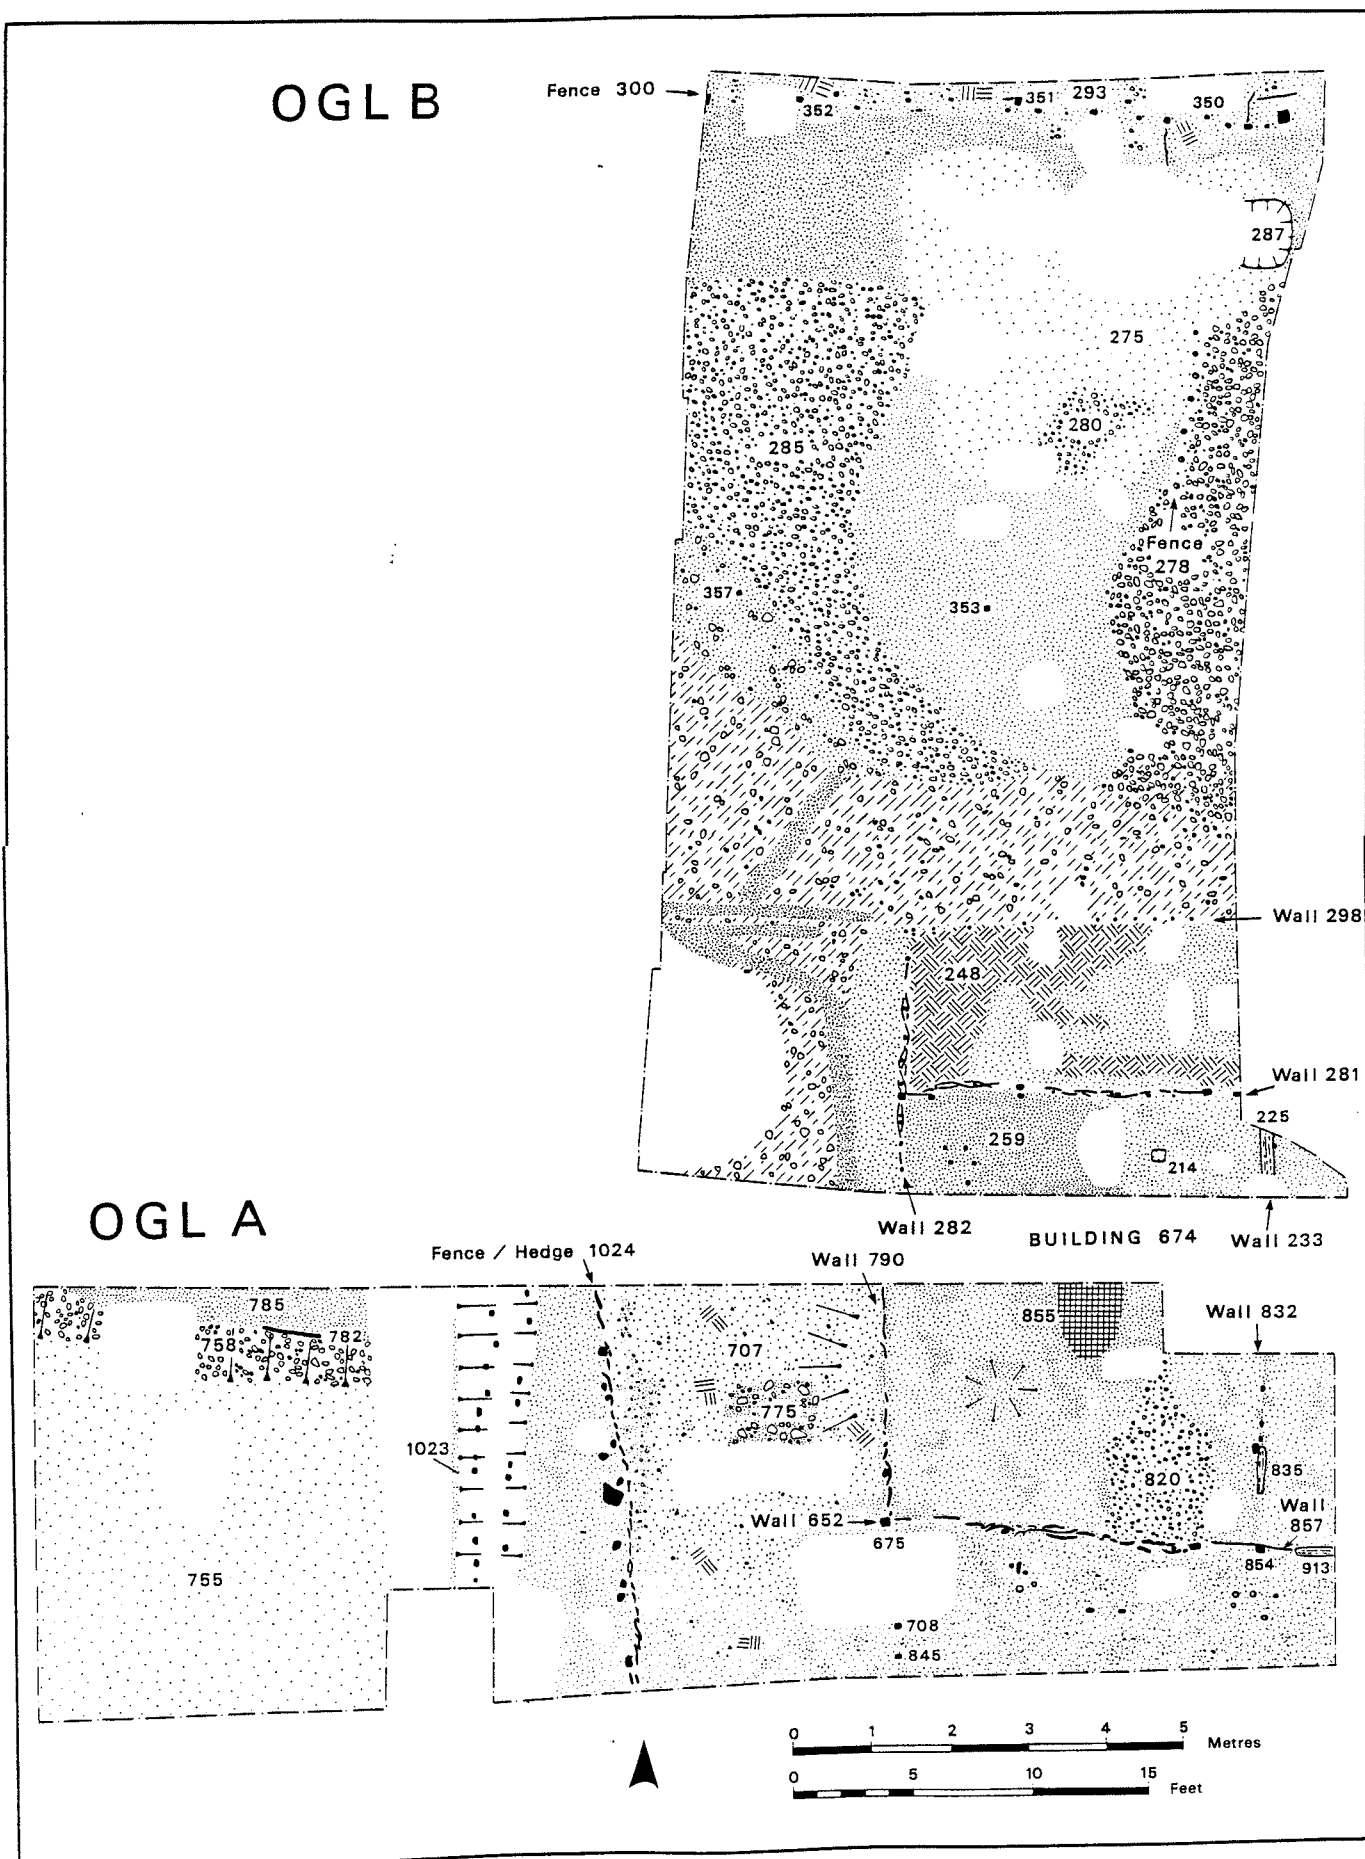 OGL B
Fence 300
352
351
293
350
287
275
280
285
Fence
278
357
353
Wall 298
248
Wall 281
225
259
214
Wall 282
BUILDING 674
Wall 233
OGL A
Fence / Hedge 1024
Wall 790
785
758
782
855
Wall 832
707
775
1023
820
835
Wall
857
Wall 652
675
854
913
755
708
845
0 1 2 3 4 5
Metres
0 5 10 15
Feet